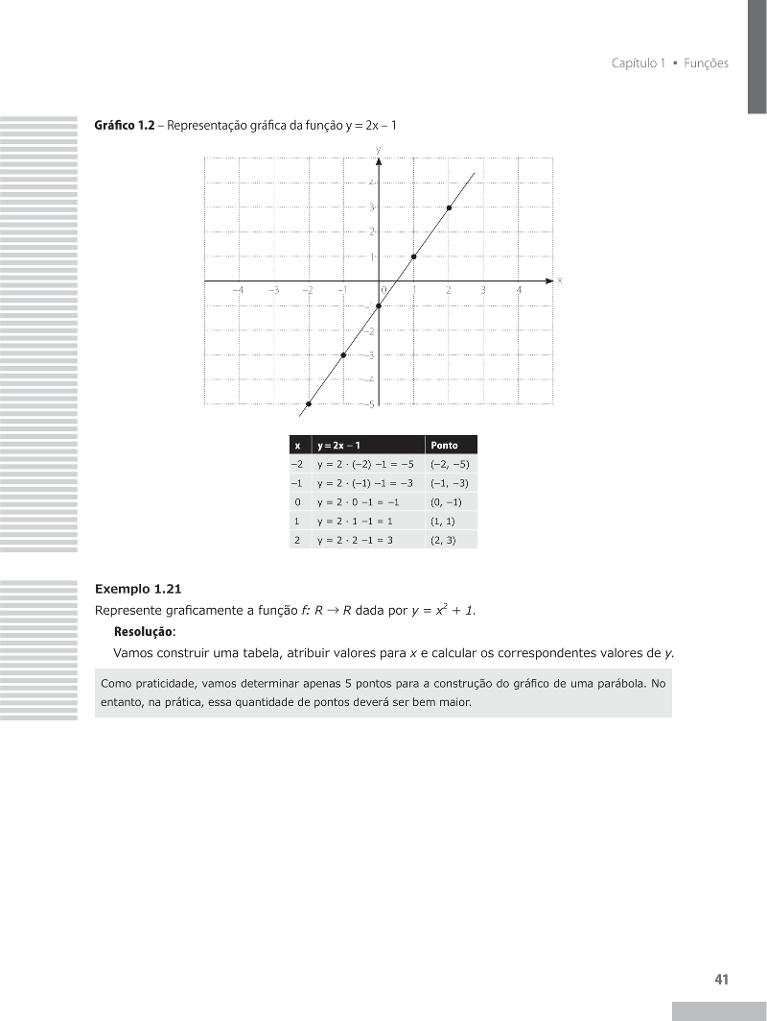 Capítulo 1 • Funções
Gráfico 1.2 – Representação gráfica da função y = 2x – 1
y
4
3
2
1
x
–4 –3 –2 –1 0 1 2 3 4
–1
–2
–3
–4
–5
x y = 2x – 1 Ponto
–2 y = 2 · (–2) –1 = –5 (–2, –5)
–1 y = 2 · (–1) –1 = –3 (–1, –3)
0 y = 2 · 0 –1 = –1 (0, –1)
1 y = 2 · 1 –1 = 1 (1, 1)
2 y = 2 · 2 –1 = 3 (2, 3)
Exemplo 1.21
Represente graficamente a função f: R → R dada por y = x² + 1.
Resolução:
Vamos construir uma tabela, atribuir valores para x e calcular os correspondentes valores de y.
Como praticidade, vamos determinar apenas 5 pontos para a construção do gráfico de uma parábola. No
entanto, na prática, essa quantidade de pontos deverá ser bem maior.
41